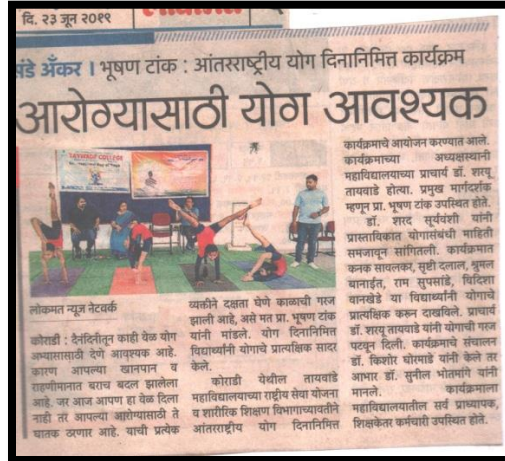 दि. २३ जून २०१९
संडे अँकर । भूषण टांक : आंतरराष्ट्रीय योग दिनानिमित्त कार्यक्रम
आरोग्यासाठी योग आवश्यक
TAYWADE COLLEGE
लोकमत न्यूज नेटवर्क
कोराडी : दैनंदिनीतून काही वेळ योग
अभ्यासासाठी देणे आवश्यक आहे.
कारण आपल्या खानपान व
राहणीमानात बराच बदल झालेला
आहे. जर आज आपण हा वेळ दिला
नाही तर आपल्या आरोग्यासाठी ते
घातक ठरणार आहे. याची प्रत्येक
व्यक्तीने दक्षता घेणे काळाची गरज
झाली आहे, असे मत प्रा. भूषण टांक
यांनी मांडले. योग दिनानिमित्त
विद्यार्थ्यांनी योगाचे प्रात्यक्षिक सादर
केले.
कोराडी येथील तायवाडे
महाविद्यालयाच्या राष्ट्रीय सेवा योजना
व शारीरिक शिक्षण विभागाच्यावतीने
आंतरराष्ट्रीय योग दिनानिमित्त
कार्यक्रमाचे आयोजन करण्यात आले.
कार्यक्रमाच्या अध्यक्षस्थानी
महाविद्यालयाच्या प्राचार्य डॉ. शरयू
तायवाडे होत्या. प्रमुख मार्गदर्शक
म्हणून प्रा. भूषण टांक उपस्थित होते.
डॉ. शरद सूर्यवंशी यांनी
प्रास्ताविकात योगासंबंधी माहिती
समजावून सांगितली. कार्यक्रमात
कनक सावलकर, सृष्टी दलाल, श्रुमल
बानाईत, राम सुपसांडे, विदिशा
वानखेडे या विद्यार्थ्यांनी योगाचे
प्रात्यक्षिक करून दाखविले. प्राचार्य
डॉ. शरयू तायवाडे यांनी योगाची गरज
पटवून दिली. कार्यक्रमाचे संचालन
डॉ. किशोर घोरमाडे यांनी केले तर
आभार डॉ. सुनील भोतमांगे यांनी
मानले. कार्यक्रमाला
महाविद्यालयातील सर्व प्राध्यापक,
शिक्षकेतर कर्मचारी उपस्थित होते.